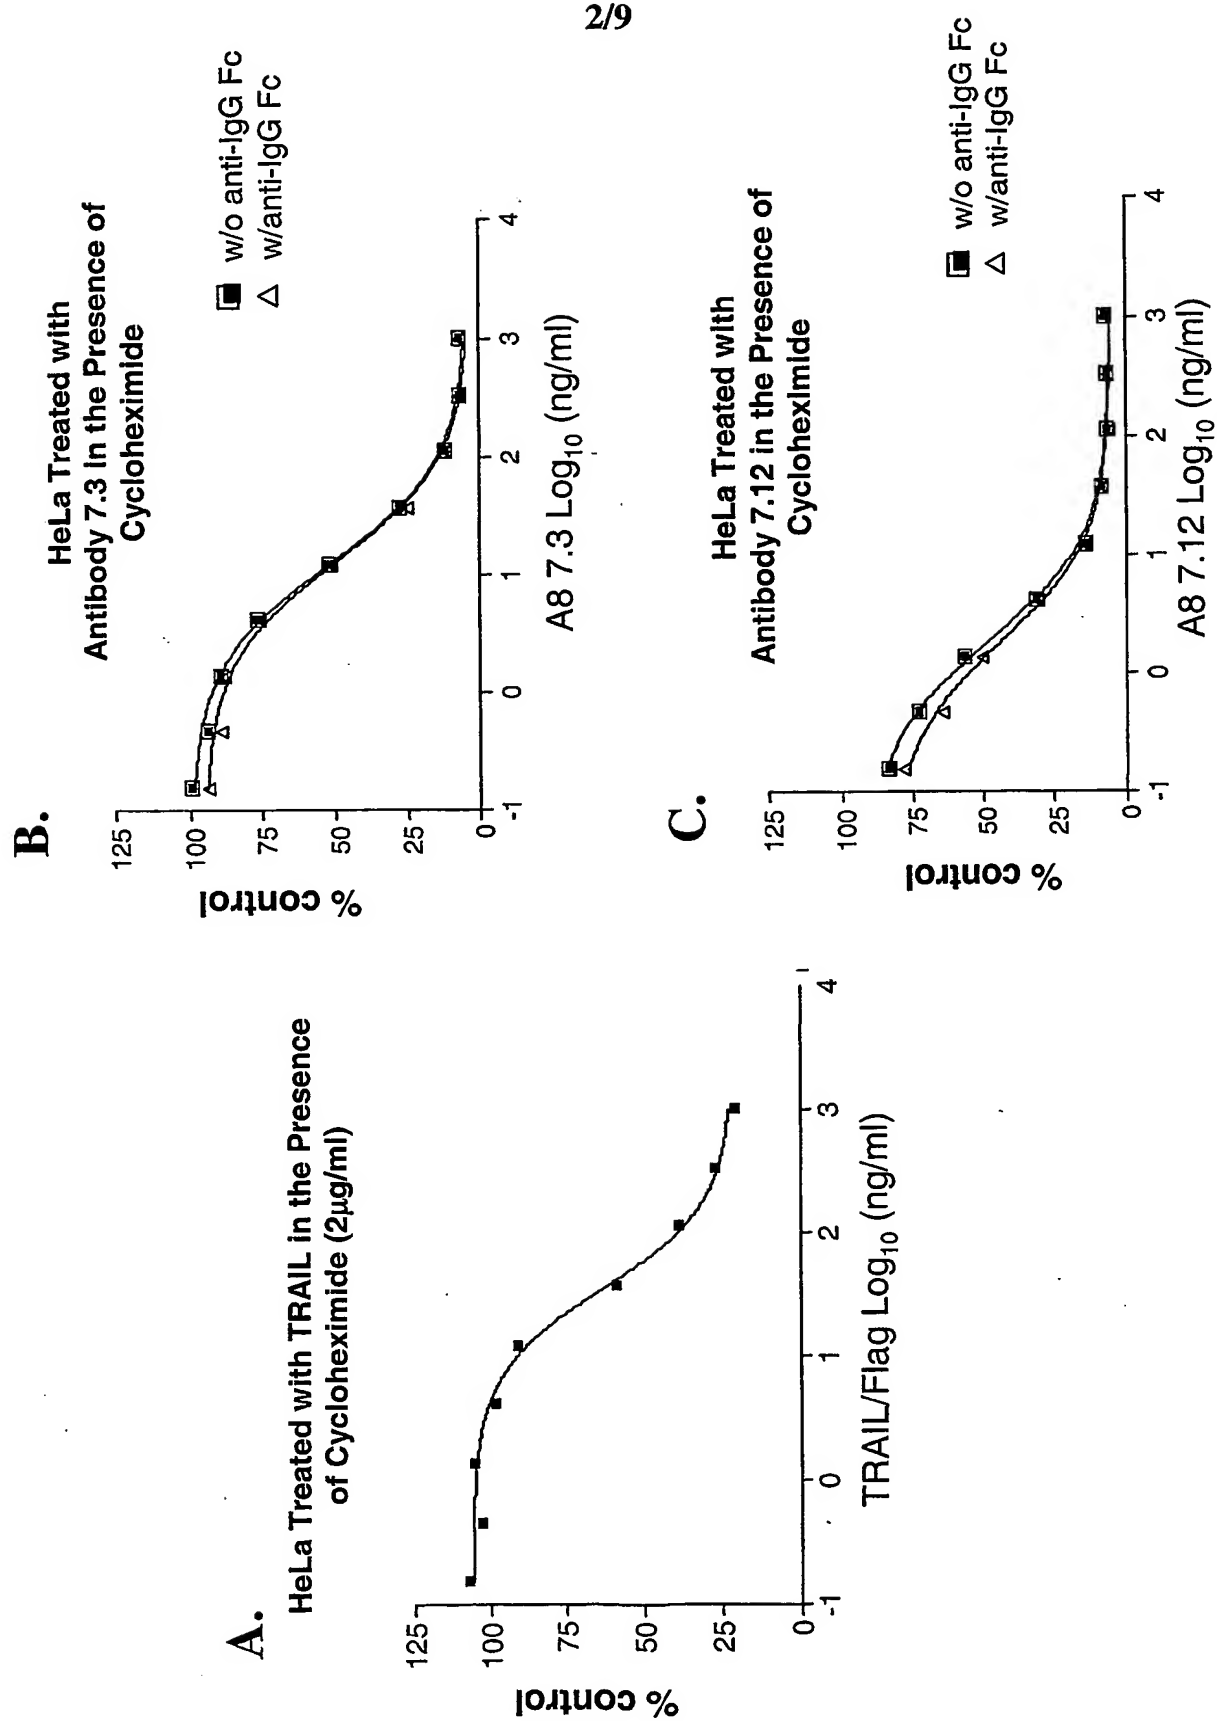 2/9
A.
HeLa Treated with TRAIL in the Presence
of Cycloheximide (2µg/ml)
% control
125
100
75
50
25
0
-1
0
1
2
3
4
TRAIL/Flag Log10 (ng/ml)
B.
HeLa Treated with
Antibody 7.3 In the Presence of
Cycloheximide
w/o anti-IgG Fc
w/anti-IgG Fc
% control
125
100
75
50
25
0
-1
0
1
2
3
4
A8 7.3 Log10 (ng/ml)
C.
HeLa Treated with
Antibody 7.12 in the Presence of
Cycloheximide
w/o anti-IgG Fc
w/anti-IgG Fc
% control
125
100
75
50
25
0
-1
0
1
2
3
4
A8 7.12 Log10 (ng/ml)